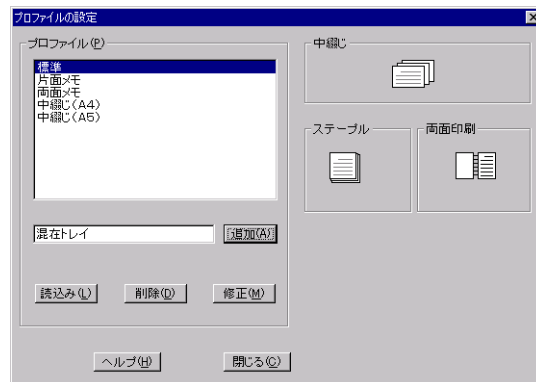 プロファイルの設定
プロファイル(P)
標準
片面メモ
両面メモ
中綴じ(A4)
中綴じ(A5)
混在トレイ
追加(A)
読込み(L)
削除(D)
修正(M)
ヘルプ(H)
閉じる(C)
中綴じ
ステープル
両面印刷